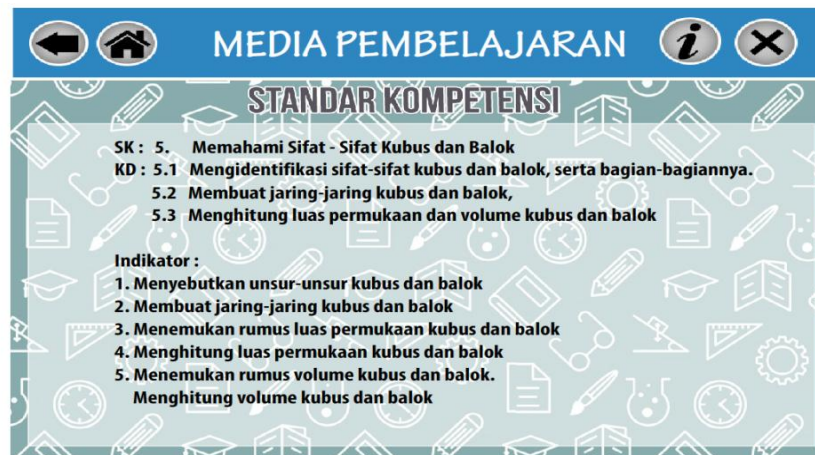 MEDIA PEMBELAJARAN i
STANDAR KOMPETENSI
SK : 5. Memahami Sifat - Sifat Kubus dan Balok
KD : 5.1 Mengidentifikasi sifat-sifat kubus dan balok, serta bagian-bagiannya.
5.2 Membuat jaring-jaring kubus dan balok,
5.3 Menghitung luas permukaan dan volume kubus dan balok
Indikator :
1. Menyebutkan unsur-unsur kubus dan balok
2. Membuat jaring-jaring kubus dan balok
3. Menemukan rumus luas permukaan kubus dan balok
4. Menghitung luas permukaan kubus dan balok
5. Menemukan rumus volume kubus dan balok.
Menghitung volume kubus dan balok